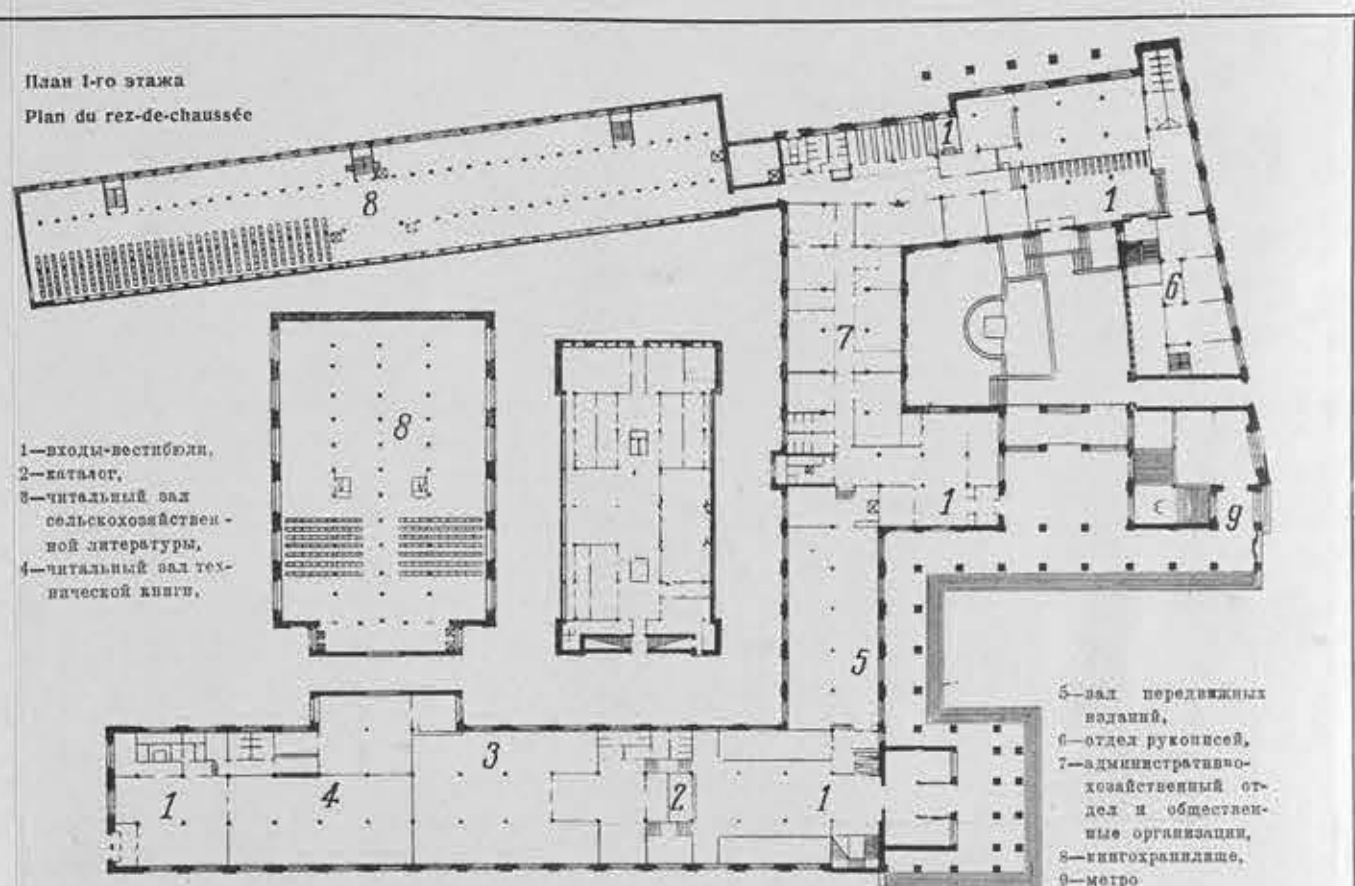 План I-го этажа
Plan du rez-de-chaussée
1
8
1
6
7
8
1—входы-вестибюли,
2—каталог,
3—читальный зал
сельскохозяйствен-
ной литературы,
4—читальный зал тех-
нической книги,
1
9
5
5—зал передвижных
изданий,
6—отдел рукописей,
7—административно-
хозяйственный от-
дел и обществен-
ные организации,
8—книгохранилище,
9—метро
3
1
4
2
1